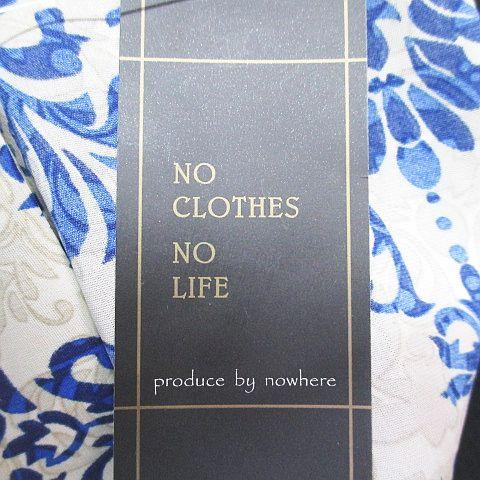 NO
CLOTHES
NO
LIFE
produce by nowhere